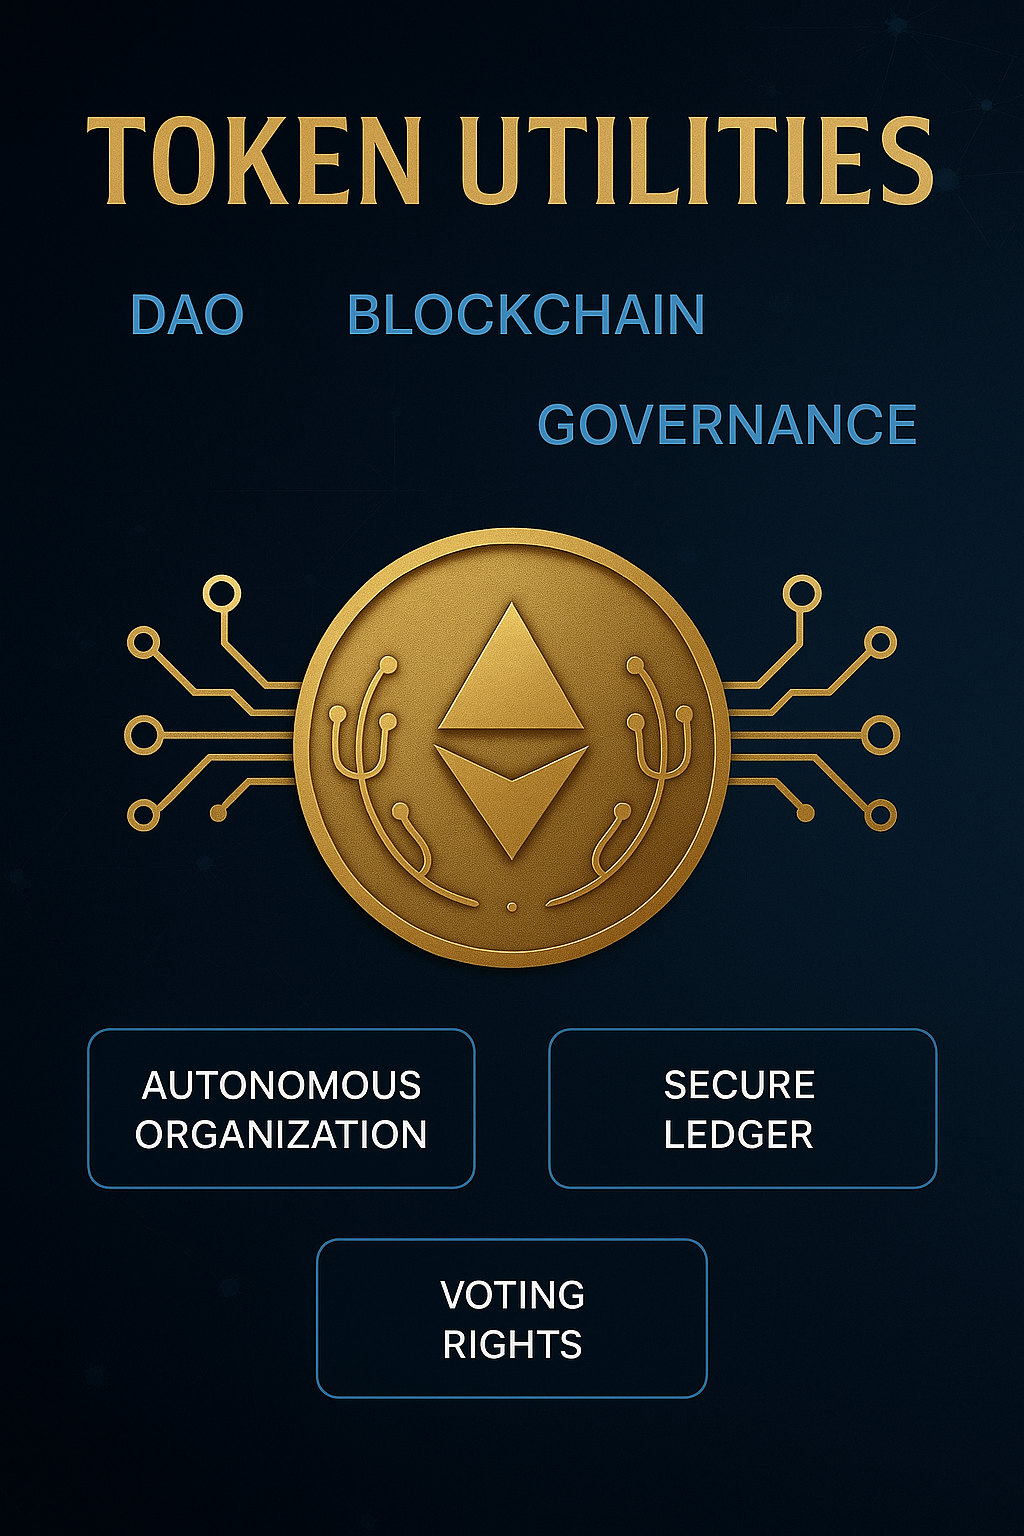 TOKEN UTILITIES
DAO BLOCKCHAIN
GOVERNANCE
AUTONOMOUS
ORGANIZATION
SECURE
LEDGER
VOTING
RIGHTS